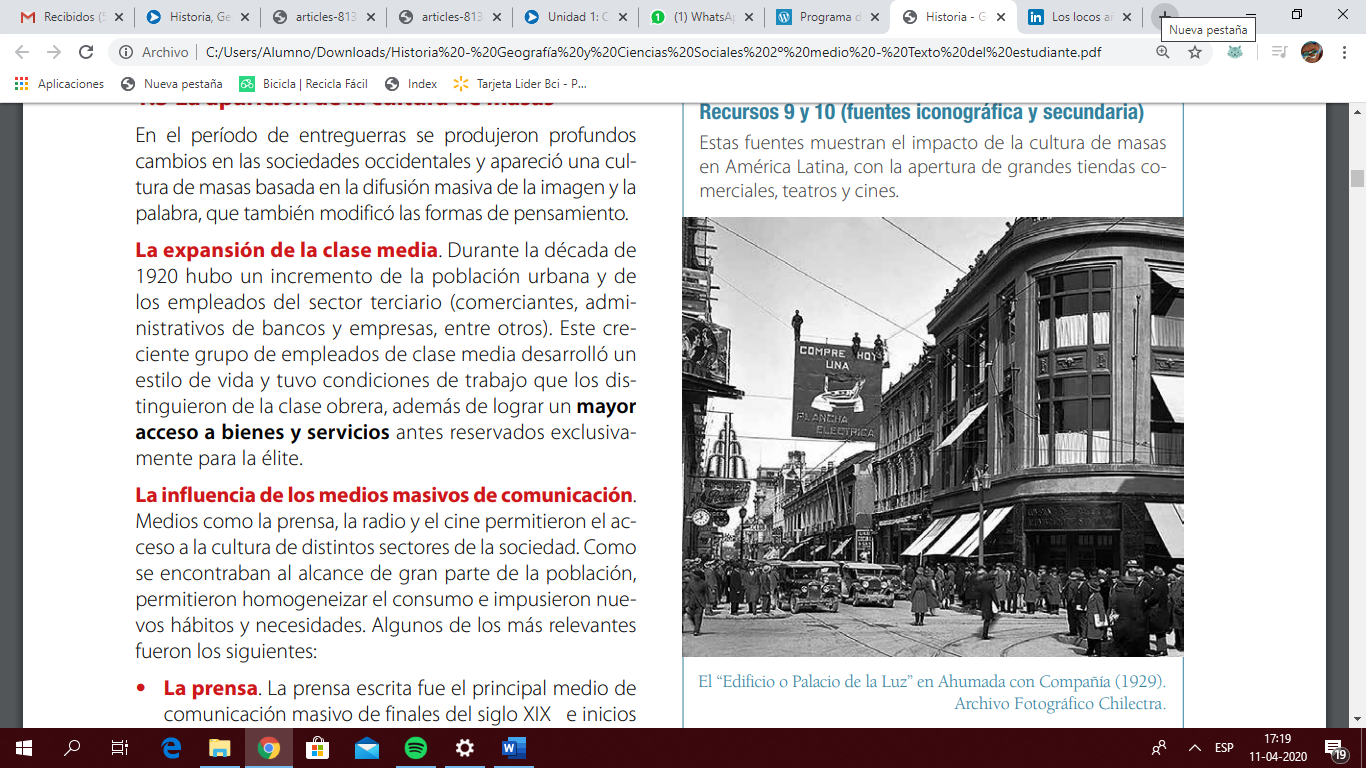 Recibidos (5
Historia, Ge
articles-813
articles-813
Unidad 1: C
(1) WhatsAp
Programa d
Historia - G
Los locos añ
Nueva pestaña
Archivo
C:/Users/Alumno/Downloads/Historia%20-%20Geografía%20y%20Ciencias%20Sociales%202º%20medio%20-%20Texto%20del%20estudiante.pdf
Aplicaciones
Nueva pestaña
Bicicla | Recicla Fácil
Index
Tarjeta Lider Bci - P...
La aparición de la cultura de masas
En el período de entreguerras se produjeron profundos
cambios en las sociedades occidentales y apareció una cul-
tura de masas basada en la difusión masiva de la imagen y la
palabra, que también modificó las formas de pensamiento.
La expansión de la clase media. Durante la década de
1920 hubo un incremento de la población urbana y de
los empleados del sector terciario (comerciantes, admi-
nistrativos de bancos y empresas, entre otros). Este cre-
ciente grupo de empleados de clase media desarrolló un
estilo de vida y tuvo condiciones de trabajo que los dis-
tinguieron de la clase obrera, además de lograr un mayor
acceso a bienes y servicios antes reservados exclusiva-
mente para la élite.
La influencia de los medios masivos de comunicación.
Medios como la prensa, la radio y el cine permitieron el ac-
ceso a la cultura de distintos sectores de la sociedad. Como
se encontraban al alcance de gran parte de la población,
permitieron homogeneizar el consumo e impusieron nue-
vos hábitos y necesidades. Algunos de los más relevantes
fueron los siguientes:
• La prensa. La prensa escrita fue el principal medio de
comunicación masivo de finales del siglo XIX e inicios
Recursos 9 y 10 (fuentes iconográfica y secundaria)
Estas fuentes muestran el impacto de la cultura de masas
en América Latina, con la apertura de grandes tiendas co-
merciales, teatros y cines.
COMPRE HOY
UNA
PLANCHA
ELECTRICA
El “Edificio o Palacio de la Luz” en Ahumada con Compañía (1929).
Archivo Fotográfico Chilectra.
ESP
17:19
11-04-2020
19